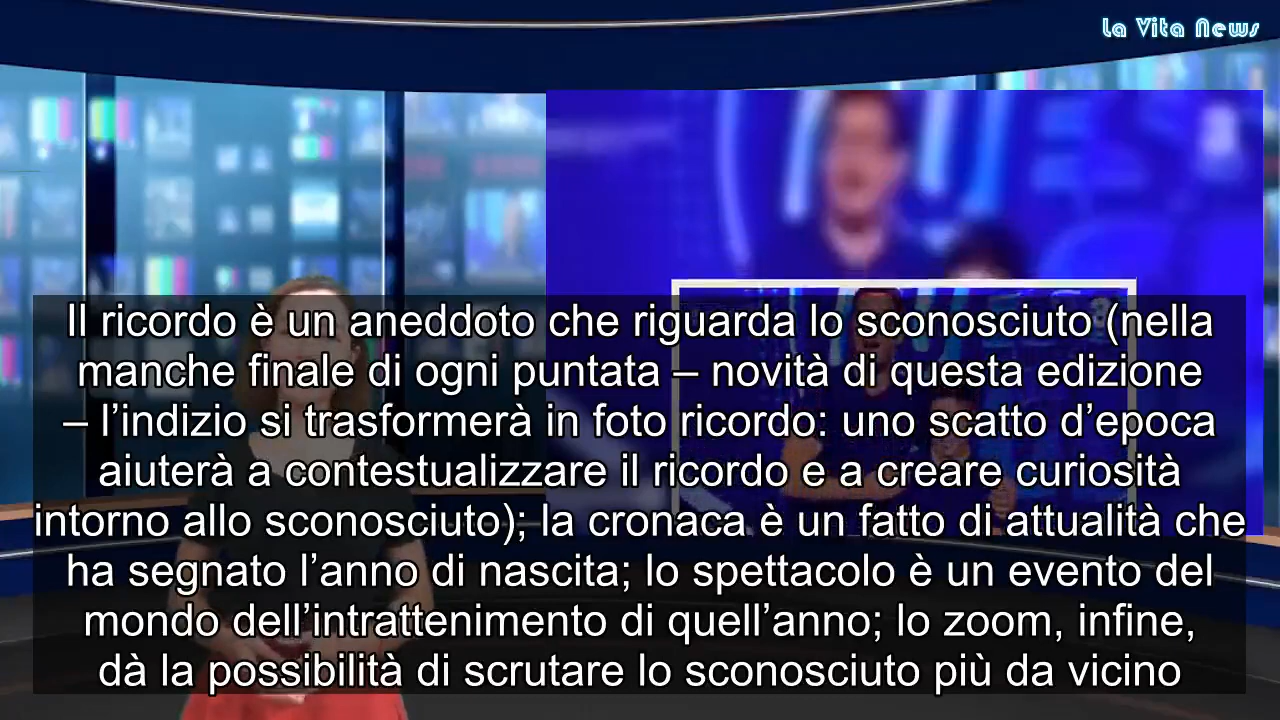 La Vita News
Il ricordo è un aneddoto che riguarda lo sconosciuto (nella
manche finale di ogni puntata – novità di questa edizione
– l’indizio si trasformerà in foto ricordo: uno scatto d’epoca
aiuterà a contestualizzare il ricordo e a creare curiosità
intorno allo sconosciuto); la cronaca è un fatto di attualità che
ha segnato l’anno di nascita; lo spettacolo è un evento del
mondo dell’intrattenimento di quell’anno; lo zoom, infine,
dà la possibilità di scrutare lo sconosciuto più da vicino